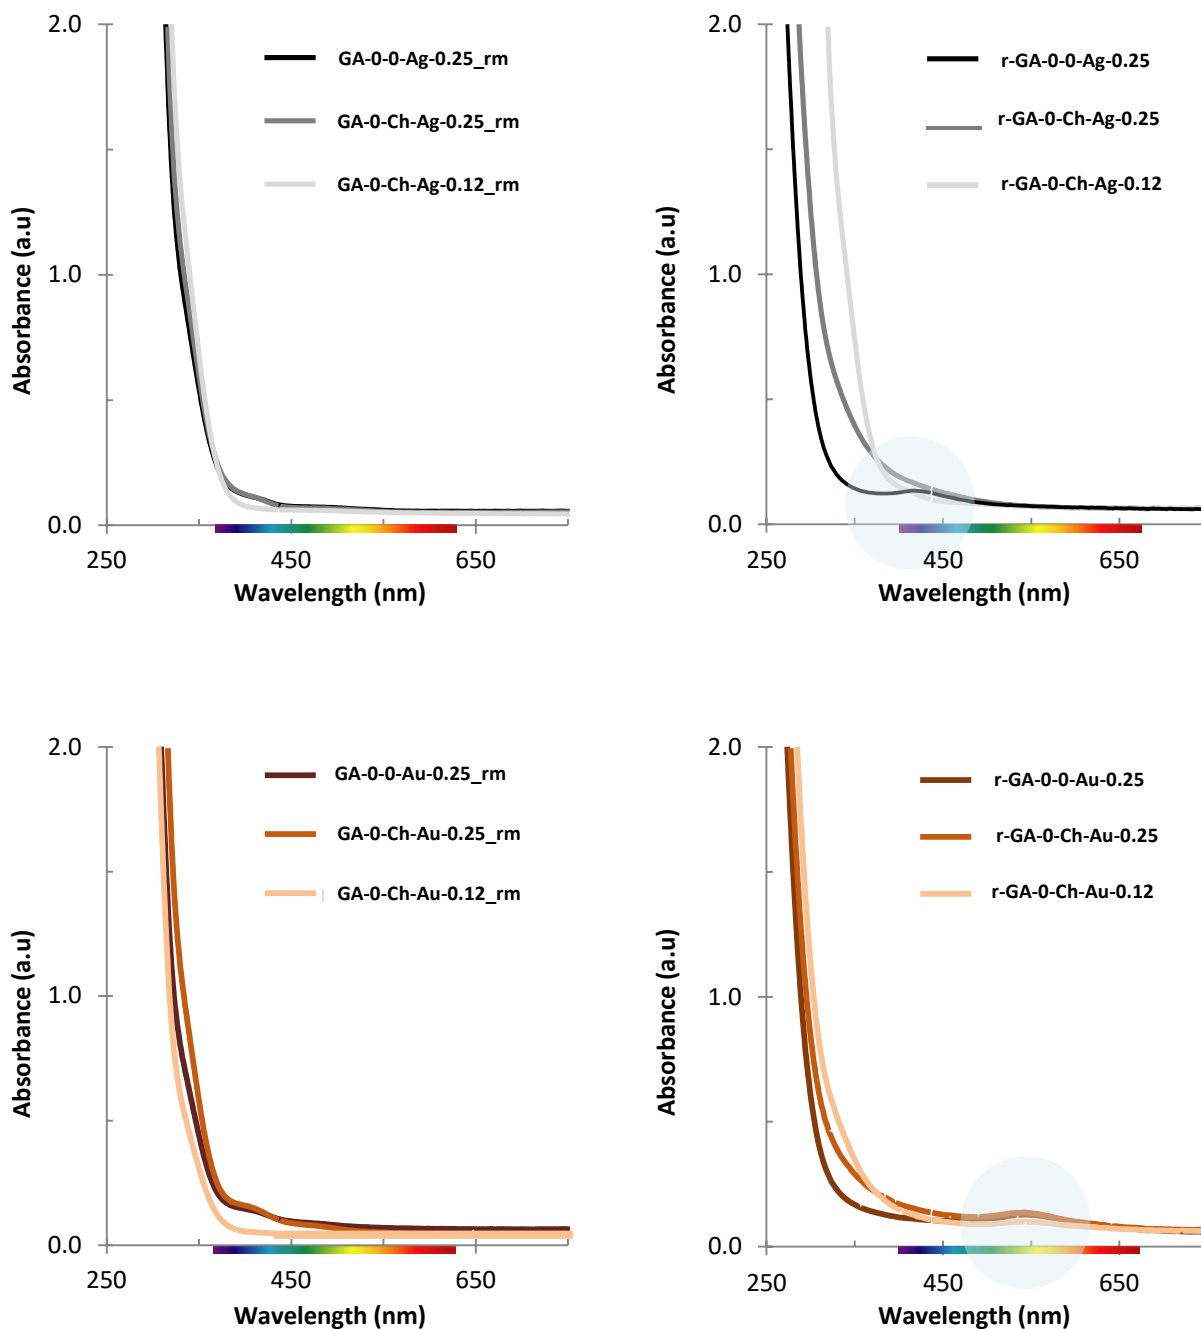 2.0
GA-0-0-Ag-0.25_rm
GA-0-Ch-Ag-0.25_rm
GA-0-Ch-Ag-0.12_rm
1.0
0.0
Absorbance (a.u)
250
450
650
Wavelength (nm)
2.0
r-GA-0-0-Ag-0.25
r-GA-0-Ch-Ag-0.25
r-GA-0-Ch-Ag-0.12
1.0
0.0
Absorbance (a.u)
250
450
650
Wavelength (nm)
2.0
GA-0-0-Au-0.25_rm
GA-0-Ch-Au-0.25_rm
GA-0-Ch-Au-0.12_rm
1.0
0.0
Absorbance (a.u)
250
450
650
Wavelength (nm)
2.0
r-GA-0-0-Au-0.25
r-GA-0-Ch-Au-0.25
r-GA-0-Ch-Au-0.12
1.0
0.0
Absorbance (a.u)
250
450
650
Wavelength (nm)